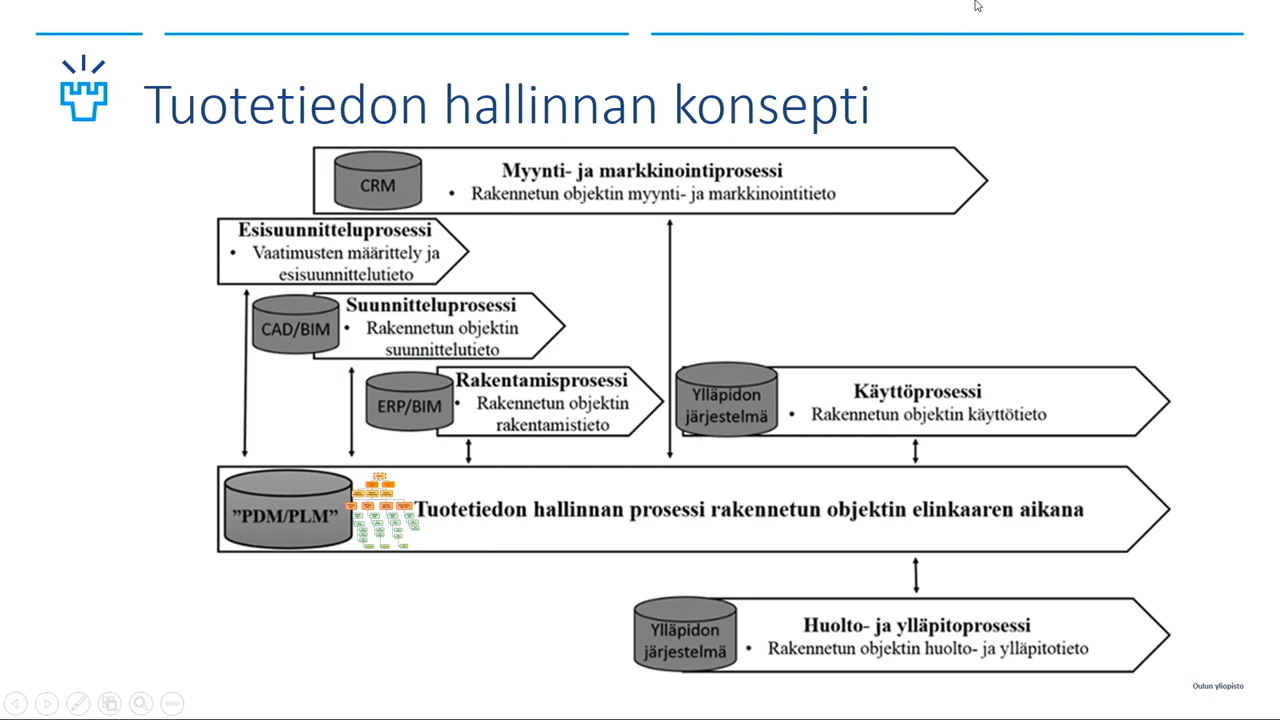 Tuotetiedon hallinnan konsepti
CRM
Myynti- ja markkinointiprosessi
• Rakennetun objektin myynti- ja markkinointitieto
Esisuunnitteluprosessi
• Vaatimusten määrittely ja
esisuunnittelutieto
CAD/BIM
Suunnitteluprosessi
• Rakennetun objektin
suunnittelutieto
ERP/BIM
Rakentamisprosessi
• Rakennetun objektin
rakentamistieto
Ylläpidon
järjestelmä
Käyttöprosessi
• Rakennetun objektin käyttötieto
”PDM/PLM”
Tuotetiedon hallinnan prosessi rakennetun objektin elinkaaren aikana
Ylläpidon
järjestelmä
Huolto- ja ylläpitoprosessi
• Rakennetun objektin huolto- ja ylläpitotieto
Oulun yliopisto